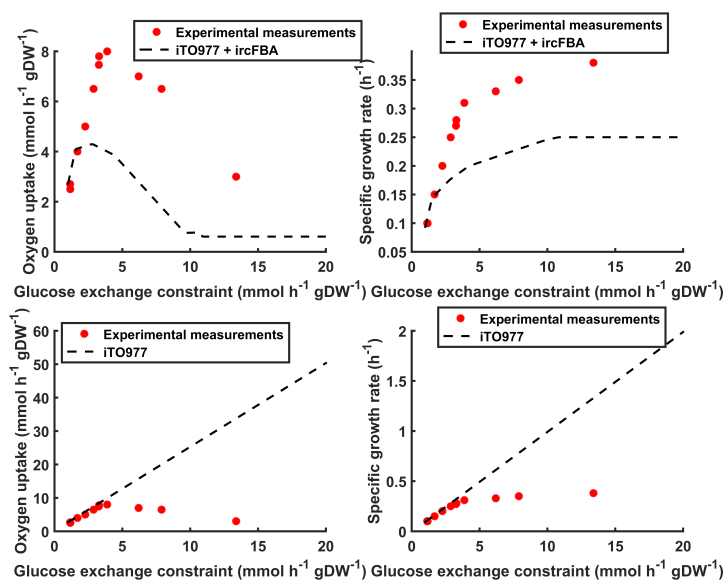 Experimental measurements
iTO977 + ircFBA
Oxygen uptake (mmol h⁻¹ gDW⁻¹)
8
6
4
2
0
0 5 10 15 20
Glucose exchange constraint (mmol h⁻¹ gDW⁻¹)
Experimental measurements
iTO977 + ircFBA
Specific growth rate (h⁻¹)
0.35
0.3
0.25
0.2
0.15
0.1
0.05
0 5 10 15 20
Glucose exchange constraint (mmol h⁻¹ gDW⁻¹)
Experimental measurements
iTO977
Oxygen uptake (mmol h⁻¹ gDW⁻¹)
60
50
40
30
20
10
0
0 5 10 15 20
Glucose exchange constraint (mmol h⁻¹ gDW⁻¹)
Experimental measurements
iTO977
Specific growth rate (h⁻¹)
2
1.5
1
0.5
0
0 5 10 15 20
Glucose exchange constraint (mmol h⁻¹ gDW⁻¹)